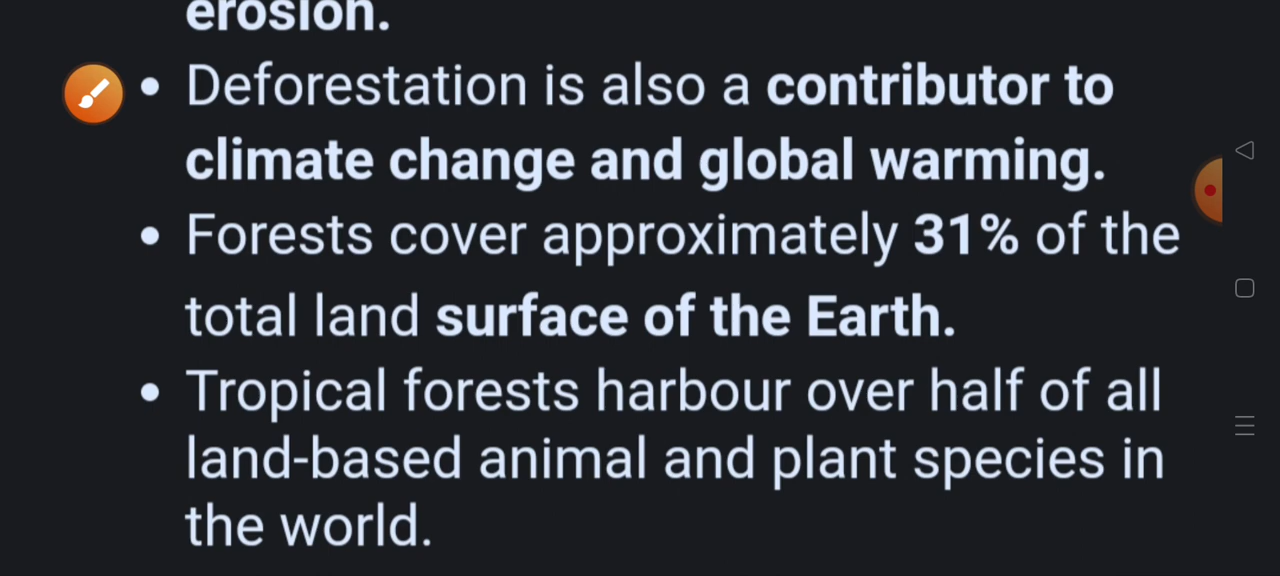 erosion.
• Deforestation is also a contributor to
climate change and global warming.
• Forests cover approximately 31% of the
total land surface of the Earth.
• Tropical forests harbour over half of all
land-based animal and plant species in
the world.